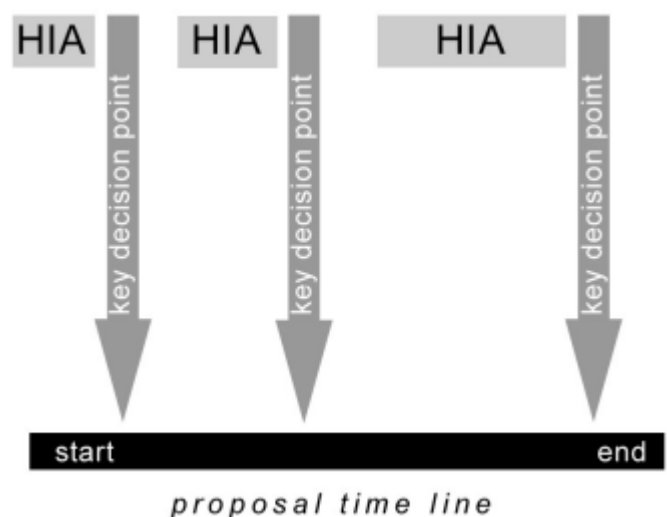 HIA HIA HIA
key decision point
key decision point
key decision point
start end
proposal time line